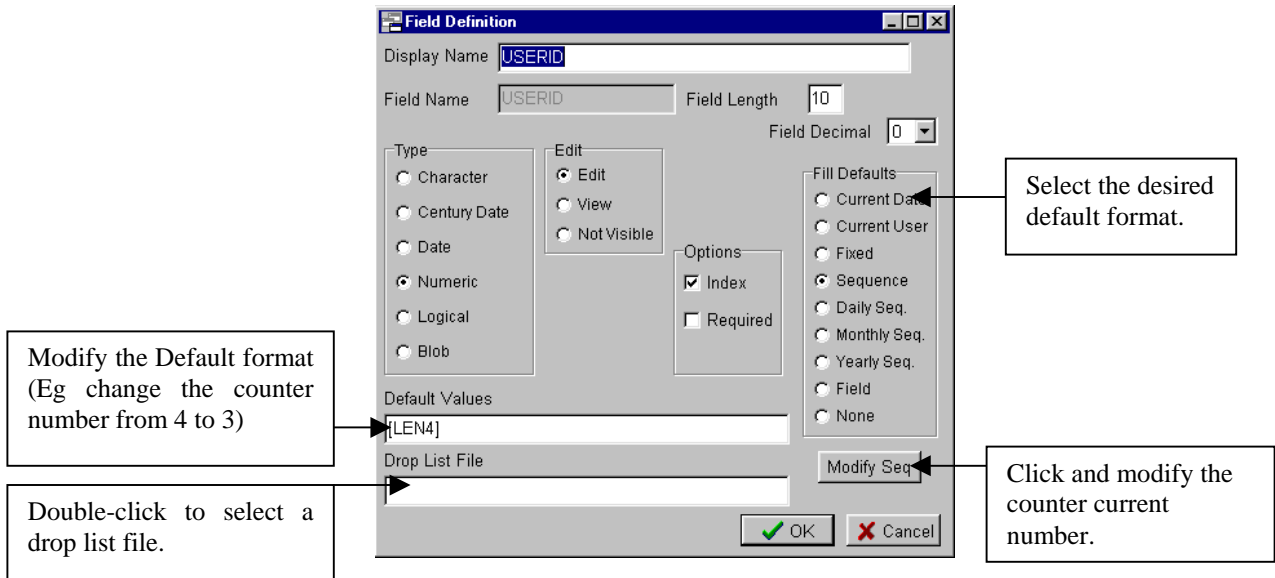 Field Definition
Display Name USERID
Field Name USERID Field Length 10
Field Decimal 0
Type
Character
Century Date
Date
Numeric
Logical
Blob
Edit
Edit
View
Not Visible
Options
Index
Required
Fill Defaults
Current Date
Current User
Fixed
Sequence
Daily Seq.
Monthly Seq.
Yearly Seq.
Field
None
Default Values
[LEN4]
Drop List File
Modify Seq
OK Cancel
Select the desired
default format.
Modify the Default format
(Eg change the counter
number from 4 to 3)
Double-click to select a
drop list file.
Click and modify the
counter current
number.